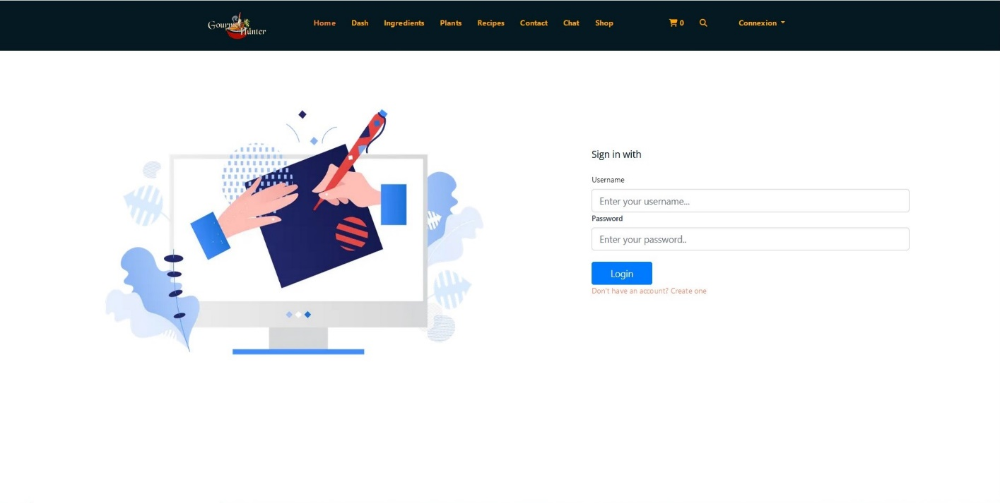 Gourmet Hunter
Home Dash Ingredients Plants Recipes Contact Chat Shop 0 Connexion
Sign in with
Username
Enter your username...
Password
Enter your password..
Login
Don't have an account? Create one